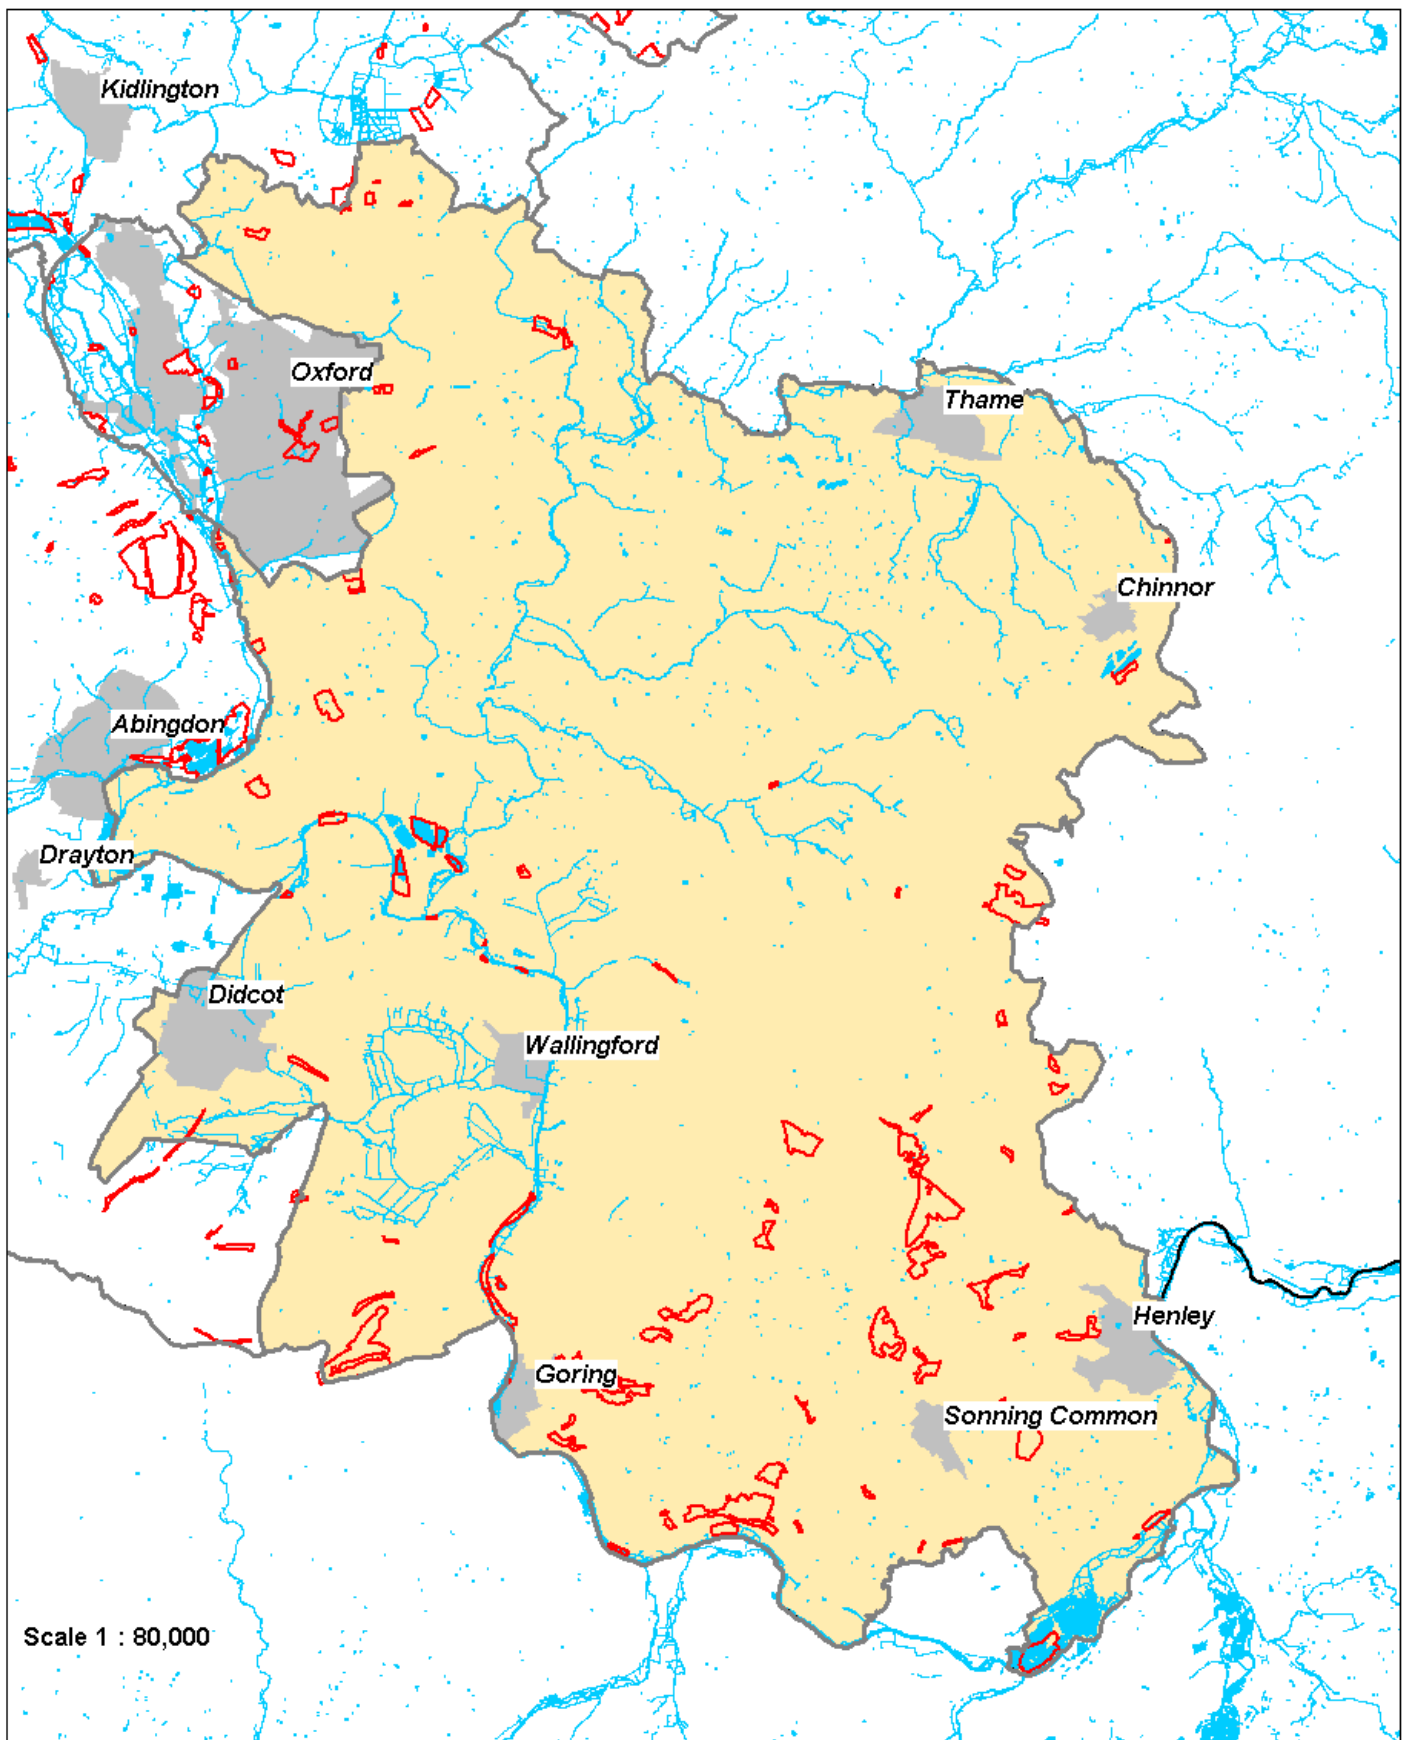 Kidlington
Oxford
Thame
Chinnor
Abingdon
Drayton
Didcot
Wallingford
Henley
Goring
Sonning Common
Scale 1 : 80,000